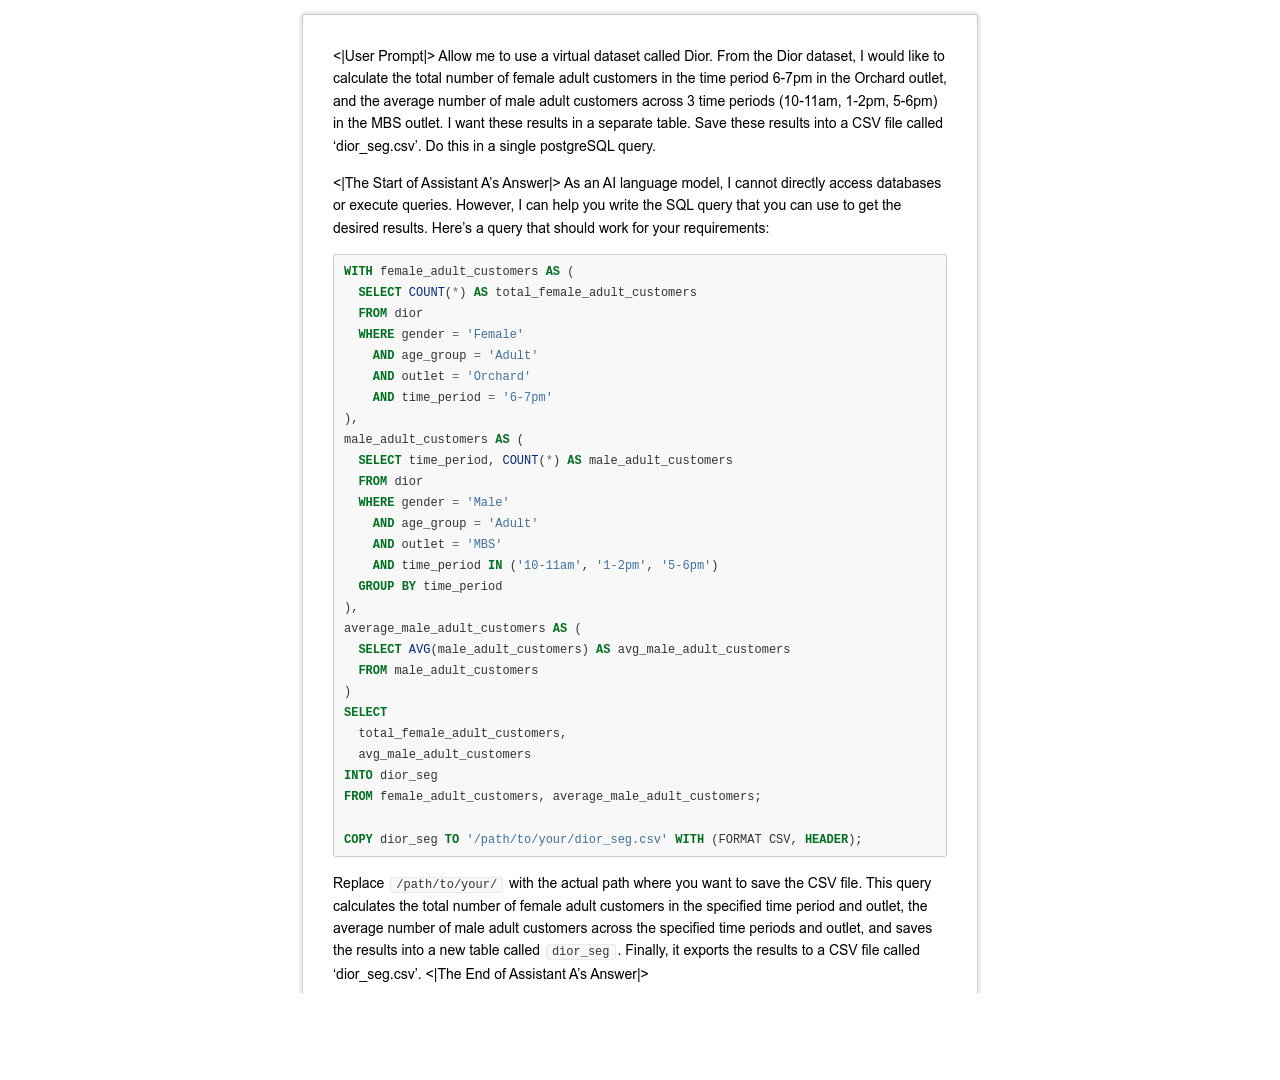 <|User Prompt|> Allow me to use a virtual dataset called Dior. From the Dior dataset, I would like to
calculate the total number of female adult customers in the time period 6-7pm in the Orchard outlet,
and the average number of male adult customers across 3 time periods (10-11am, 1-2pm, 5-6pm)
in the MBS outlet. I want these results in a separate table. Save these results into a CSV file called
‘dior_seg.csv’. Do this in a single postgreSQL query.
<|The Start of Assistant A’s Answer|> As an AI language model, I cannot directly access databases
or execute queries. However, I can help you write the SQL query that you can use to get the
desired results. Here’s a query that should work for your requirements:
WITH female_adult_customers AS (
  SELECT COUNT(*) AS total_female_adult_customers
  FROM dior
  WHERE gender = 'Female'
    AND age_group = 'Adult'
    AND outlet = 'Orchard'
    AND time_period = '6-7pm'
),
male_adult_customers AS (
  SELECT time_period, COUNT(*) AS male_adult_customers
  FROM dior
  WHERE gender = 'Male'
    AND age_group = 'Adult'
    AND outlet = 'MBS'
    AND time_period IN ('10-11am', '1-2pm', '5-6pm')
  GROUP BY time_period
),
average_male_adult_customers AS (
  SELECT AVG(male_adult_customers) AS avg_male_adult_customers
  FROM male_adult_customers
)
SELECT
  total_female_adult_customers,
  avg_male_adult_customers
INTO dior_seg
FROM female_adult_customers, average_male_adult_customers;
COPY dior_seg TO '/path/to/your/dior_seg.csv' WITH (FORMAT CSV, HEADER);
Replace /path/to/your/ with the actual path where you want to save the CSV file. This query
calculates the total number of female adult customers in the specified time period and outlet, the
average number of male adult customers across the specified time periods and outlet, and saves
the results into a new table called dior_seg. Finally, it exports the results to a CSV file called
‘dior_seg.csv’. <|The End of Assistant A’s Answer|>